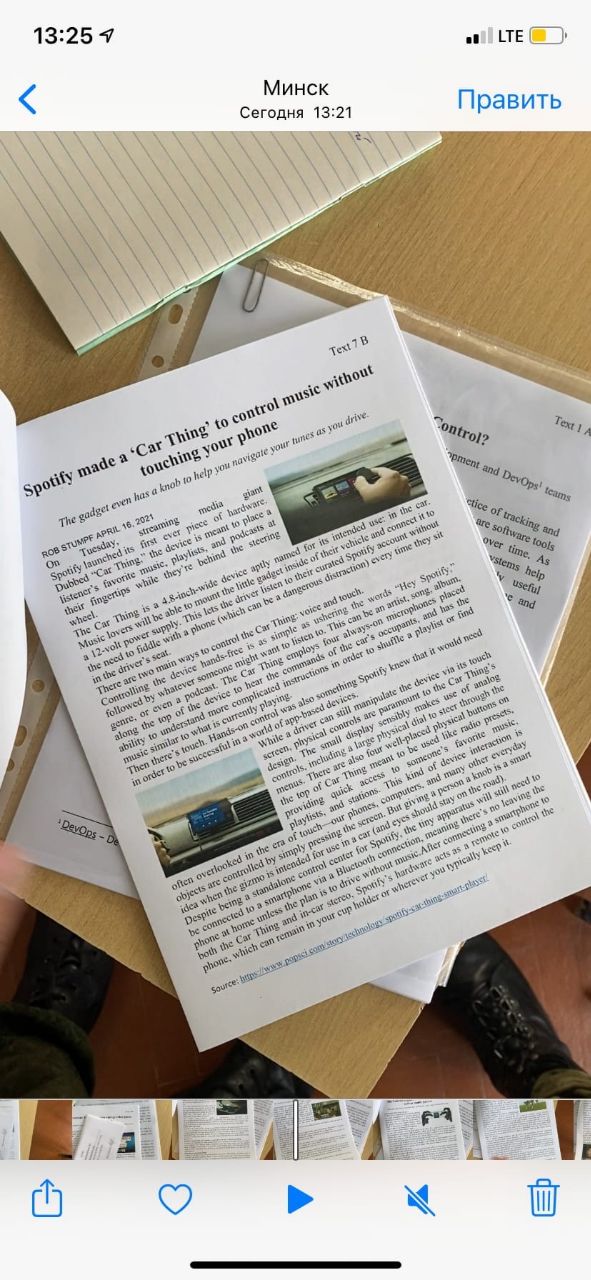 13:25
LTE
Минск
Сегодня 13:21
Править
Text 7 B
Spotify made a ‘Car Thing’ to control music without
touching your phone
The gadget even has a knob to help you navigate your tunes as you drive.
ROB STUMPF APRIL 16, 2021
On Tuesday, streaming media giant
Spotify launched its first ever piece of hardware.
Dubbed “Car Thing,” the device is meant to place a
listener’s favorite music, playlists, and podcasts at
their fingertips while they’re behind the steering
wheel.
The Car Thing is a 4.8-inch-wide device aptly named for its intended use: in the car.
Music lovers will be able to mount the little gadget inside of their vehicle and connect it to
a 12-volt power supply. This lets the driver listen to their curated Spotify account without
the need to fiddle with a phone (which can be a dangerous distraction) every time they sit
in the driver’s seat.
There are two main ways to control the Car Thing: voice and touch.
Controlling the device hands-free is as simple as ushering the words “Hey Spotify,”
followed by whatever someone might want to listen to. This can be an artist, song, album,
genre, or even a podcast. The Car Thing employs four always-on microphones placed
along the top of the device to hear the commands of the car’s occupants, and has the
ability to understand more complicated instructions in order to shuffle a playlist or find
music similar to what is currently playing.
Then there’s touch. Hands-on control was also something Spotify knew that it would need
in order to be successful in a world of app-based devices.
While a driver can still manipulate the device via its touch
screen, physical controls are paramount to the Car Thing’s
design. The small display sensibly makes use of analog
controls, including a large physical dial to steer through the
menus. There are also four well-placed physical buttons on
the top of Car Thing meant to be used like radio presets,
providing quick access to someone’s favorite music,
playlists, and stations. This kind of device interaction is
often overlooked in the era of touch—our phones, computers, and many other everyday
objects are controlled by simply pressing the screen. But giving a person a knob is a smart
idea when the gizmo is intended for use in a car (and eyes should stay on the road).
Despite being a standalone control center for Spotify, the tiny apparatus will still need to
be connected to a smartphone via a Bluetooth connection, meaning there’s no leaving the
phone at home unless the plan is to drive without music.After connecting a smartphone to
both the Car Thing and in-car stereo, Spotify’s hardware acts as a remote to control the
phone, which can remain in your cup holder or wherever you typically keep it.
Source: https://www.popsci.com/story/technology/spotify-car-thing-smart-player/
Text 1 A
Control?
opment and DevOps¹ teams
ctice of tracking and
are software tools
over time. As
ystems help
useful
and
¹ DevOps – De